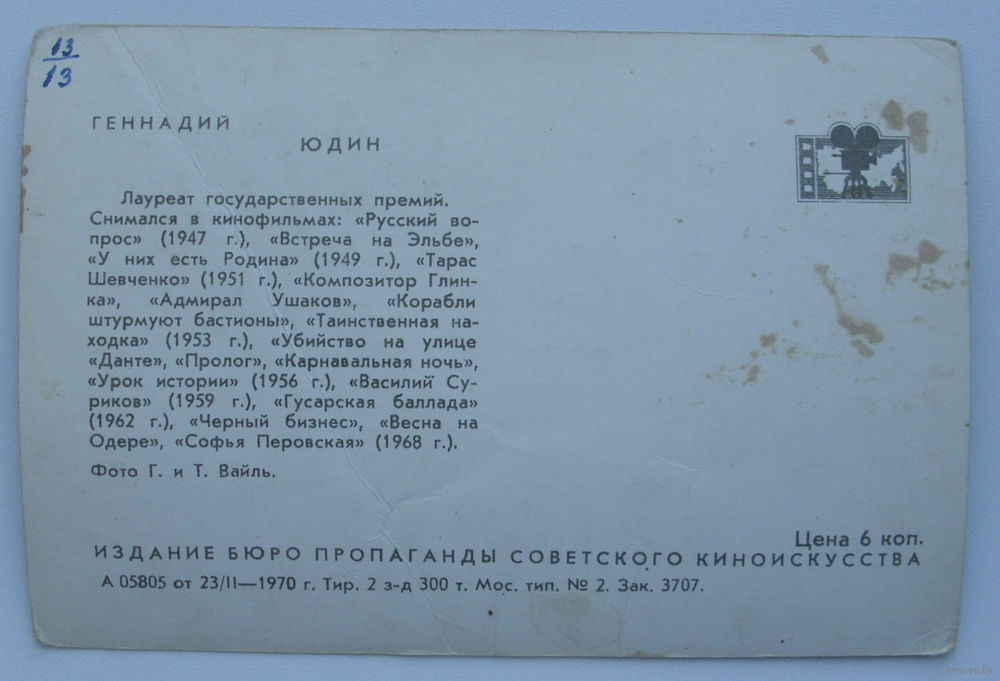 13
13
ГЕННАДИЙ
ЮДИН
Лауреат государственных премий.
Снимался в кинофильмах: «Русский во-
прос» (1947 г.), «Встреча на Эльбе»,
«У них есть Родина» (1949 г.), «Тарас
Шевченко» (1951 г.), «Композитор Глин-
ка», «Адмирал Ушаков», «Корабли
штурмуют бастионы», «Таинственная на-
ходка» (1953 г.), «Убийство на улице
«Данте», «Пролог», «Карнавальная ночь»,
«Урок истории» (1956 г.), «Василий Су-
риков» (1959 г.), «Гусарская баллада»
(1962 г.), «Черный бизнес», «Весна на
Одере», «Софья Перовская» (1968 г.).
Фото Г. и Т. Вайль.
Цена 6 коп.
ИЗДАНИЕ БЮРО ПРОПАГАНДЫ СОВЕТСКОГО КИНОИСКУССТВА
А 05805 от 23/II—1970 г. Тир. 2 з-д 300 т. Мос. тип. № 2. Зак. 3707.
www.ay.by